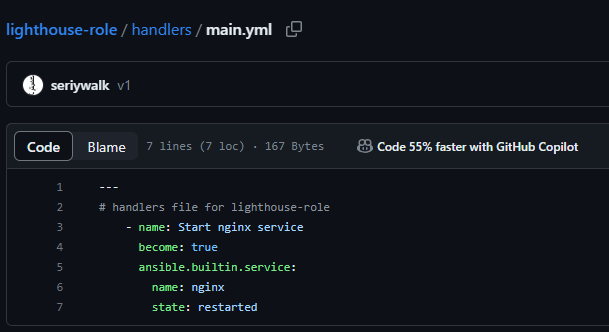 lighthouse-role / handlers / main.yml
seriywalk v1
Code Blame 7 lines (7 loc) · 167 Bytes Code 55% faster with GitHub Copilot
1 ---
2 # handlers file for lighthouse-role
3     - name: Start nginx service
4       become: true
5       ansible.builtin.service:
6         name: nginx
7         state: restarted